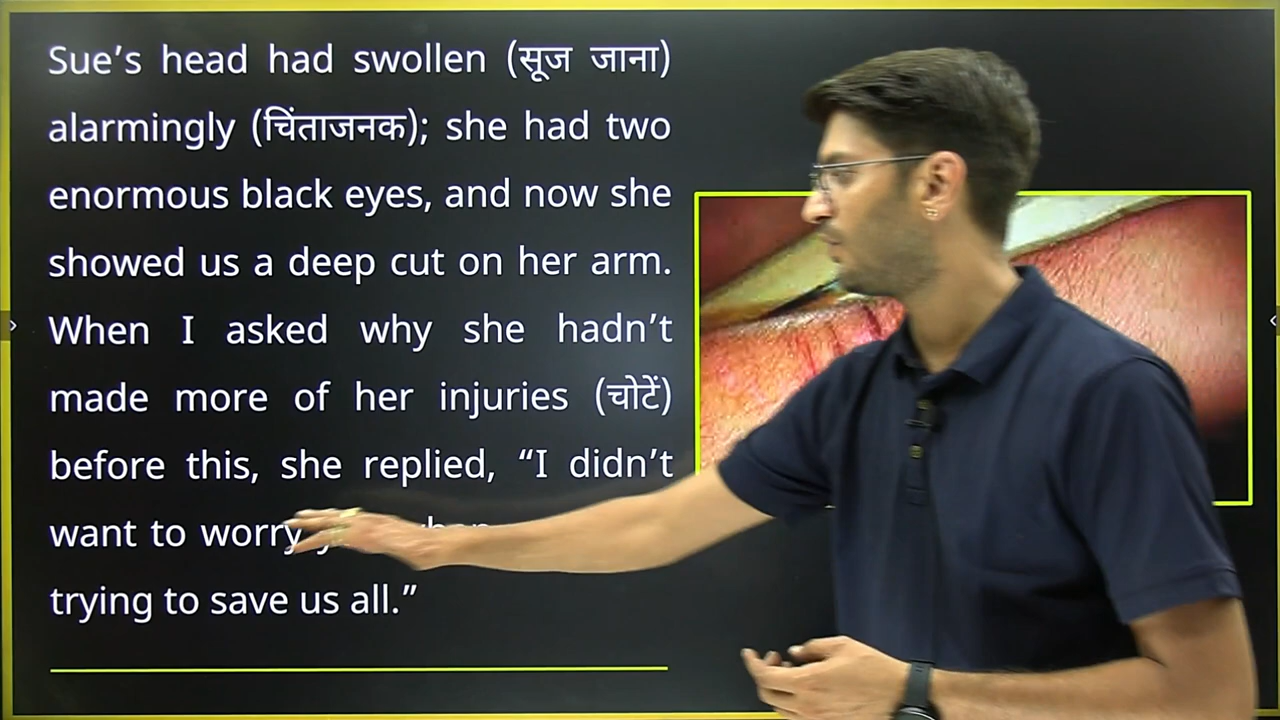 Sue’s head had swollen (सूज जाना)
alarmingly (चिंताजनक); she had two
enormous black eyes, and now she
showed us a deep cut on her arm.
When I asked why she hadn’t
made more of her injuries (चोटें)
before this, she replied, “I didn’t
want to worry
trying to save us all.”